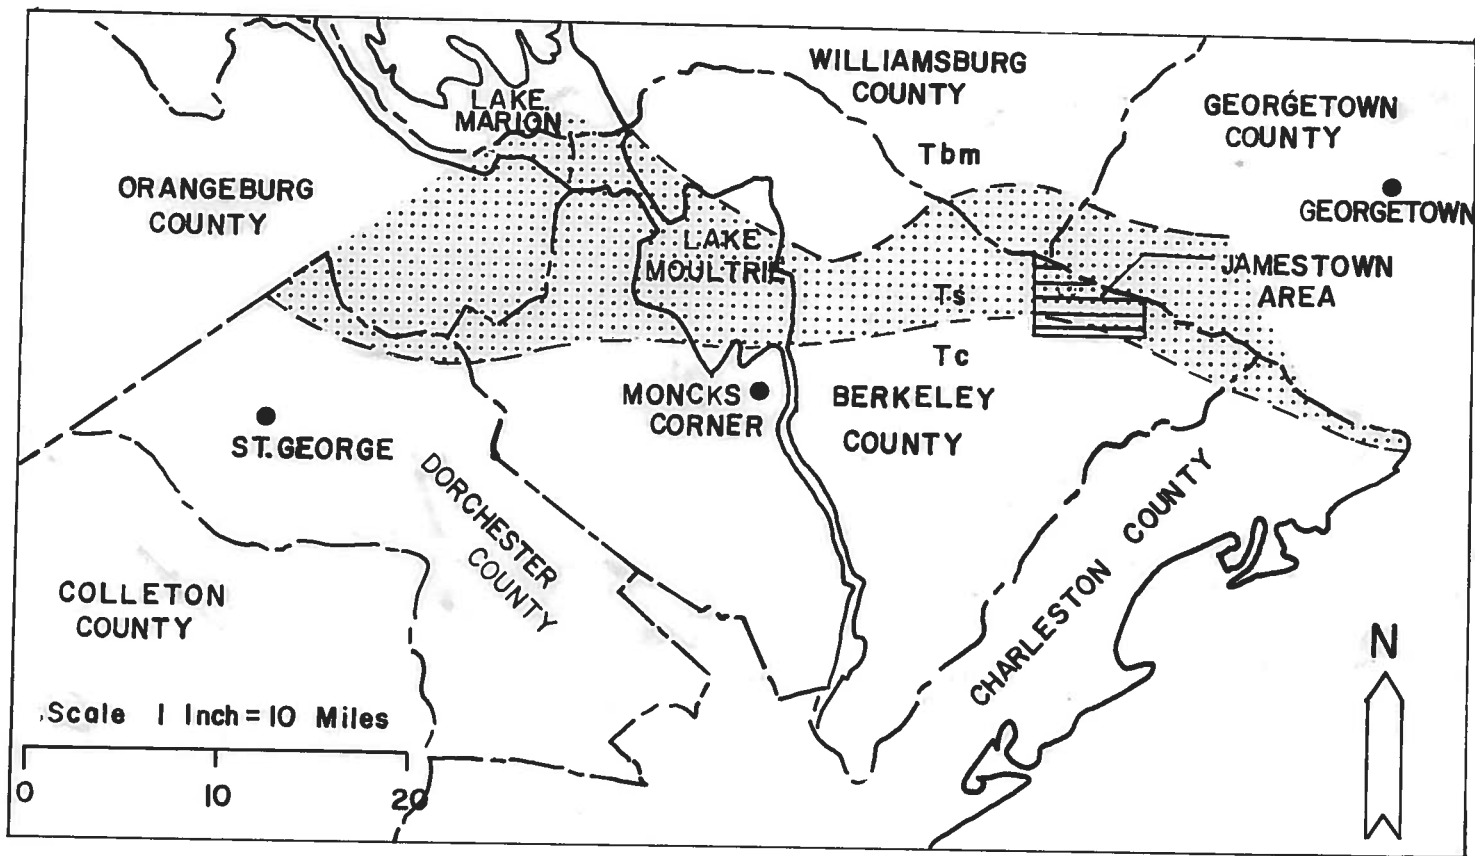 WILLIAMSBURG
COUNTY
GEORGETOWN
COUNTY
LAKE
MARION
Tbm
ORANGEBURG
COUNTY
GEORGETOWN
LAKE
MOULTRIE
JAMESTOWN
AREA
Ts
Tc
MONCKS
CORNER
BERKELEY
COUNTY
ST.GEORGE
DORCHESTER
COUNTY
CHARLESTON COUNTY
COLLETON
COUNTY
N
Scale 1 Inch = 10 Miles
0 10 20